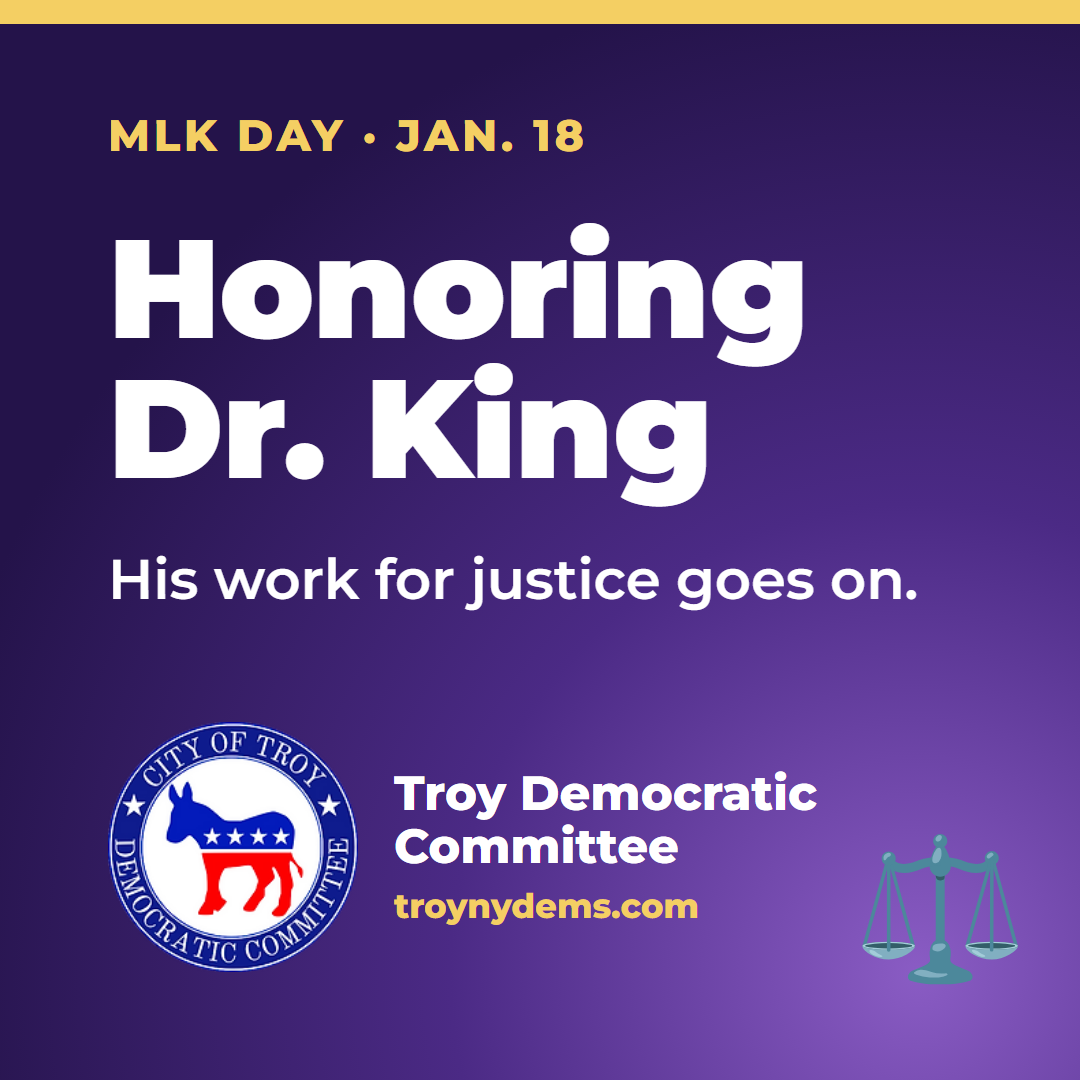 MLK DAY • JAN. 18
Honoring
Dr. King
His work for justice goes on.
CITY OF TROY
DEMOCRATIC COMMITTEE
Troy Democratic
Committee
troynydems.com